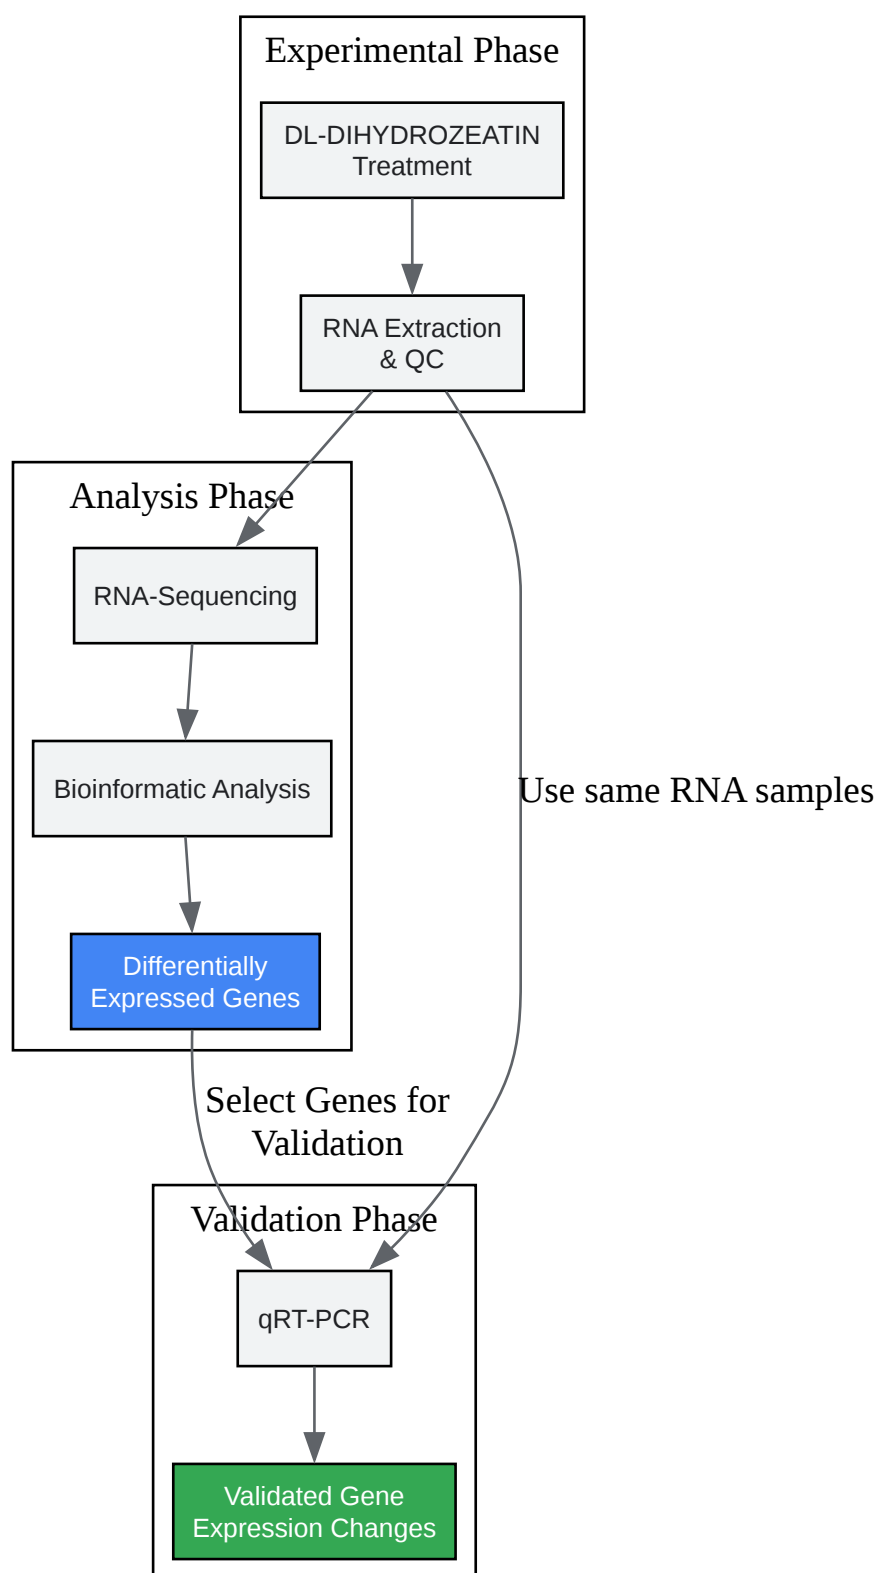 Experimental Phase
DL-DIHYDROZEATIN
Treatment
RNA Extraction
& QC
Analysis Phase
RNA-Sequencing
Bioinformatic Analysis
Use same RNA samples
Differentially
Expressed Genes
Select Genes for
Validation
Validation Phase
qRT-PCR
Validated Gene
Expression Changes